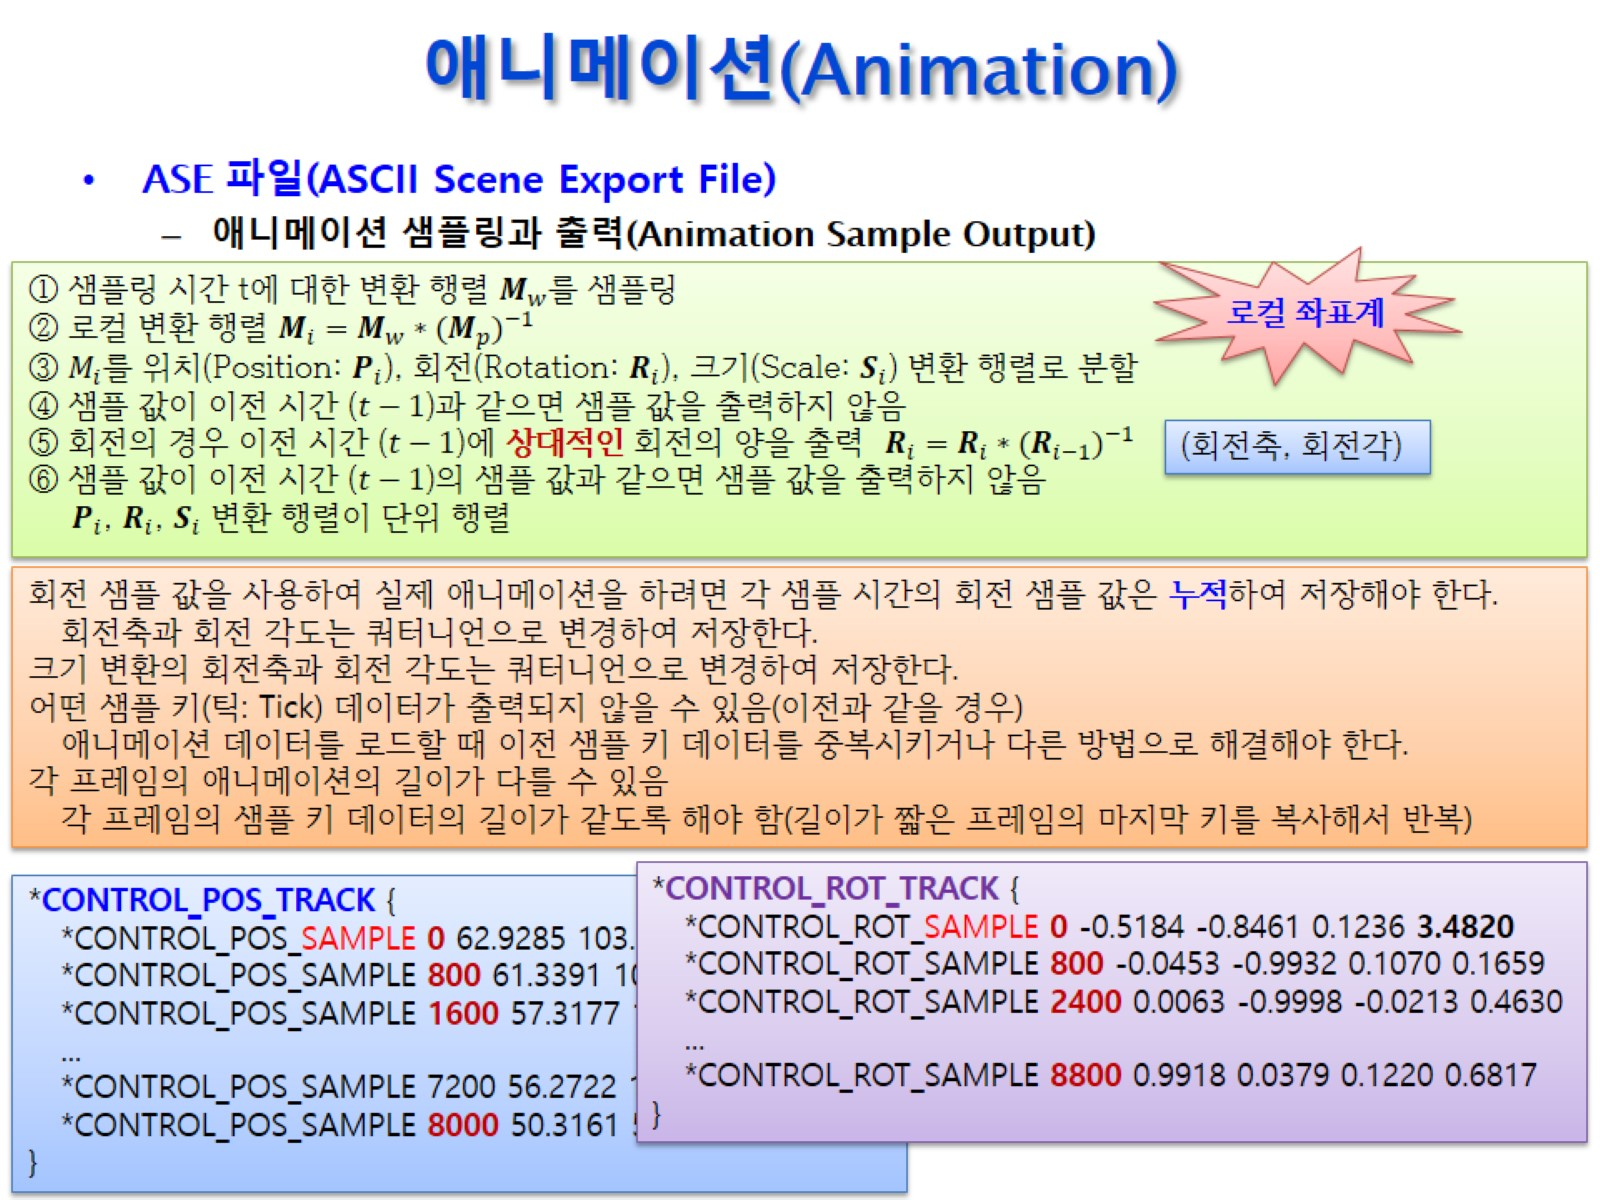 애니메이션(Animation)
• ASE 파일(ASCII Scene Export File)
– 애니메이션 샘플링과 출력(Animation Sample Output)
① 샘플링 시간 t에 대한 변환 행렬 M_w를 샘플링
② 로컬 변환 행렬 M_i = M_w * (M_p)^{-1}
로컬 좌표계
③ M_i를 위치(Position: P_i), 회전(Rotation: R_i), 크기(Scale: S_i) 변환 행렬로 분할
④ 샘플 값이 이전 시간 (t – 1)과 같으면 샘플 값을 출력하지 않음
⑤ 회전의 경우 이전 시간 (t – 1)에 상대적인 회전의 양을 출력 R_i = R_i * (R_{i-1})^{-1}
(회전축, 회전각)
⑥ 샘플 값이 이전 시간 (t – 1)의 샘플 값과 같으면 샘플 값을 출력하지 않음
P_i, R_i, S_i 변환 행렬이 단위 행렬
회전 샘플 값을 사용하여 실제 애니메이션을 하려면 각 샘플 시간의 회전 샘플 값은 누적하여 저장해야 한다.
회전축과 회전 각도는 쿼터니언으로 변경하여 저장한다.
크기 변환의 회전축과 회전 각도는 쿼터니언으로 변경하여 저장한다.
어떤 샘플 키(틱: Tick) 데이터가 출력되지 않을 수 있음(이전과 같을 경우)
애니메이션 데이터를 로드할 때 이전 샘플 키 데이터를 중복시키거나 다른 방법으로 해결해야 한다.
각 프레임의 애니메이션의 길이가 다를 수 있음
각 프레임의 샘플 키 데이터의 길이가 같도록 해야 함(길이가 짧은 프레임의 마지막 키를 복사해서 반복)
*CONTROL_POS_TRACK {
*CONTROL_POS_SAMPLE 0 62.9285 103.
*CONTROL_POS_SAMPLE 800 61.3391
*CONTROL_POS_SAMPLE 1600 57.3177
...
*CONTROL_POS_SAMPLE 7200 56.2722
*CONTROL_POS_SAMPLE 8000 50.3161
}
*CONTROL_ROT_TRACK {
*CONTROL_ROT_SAMPLE 0 -0.5184 -0.8461 0.1236 3.4820
*CONTROL_ROT_SAMPLE 800 -0.0453 -0.9932 0.1070 0.1659
*CONTROL_ROT_SAMPLE 2400 0.0063 -0.9998 -0.0213 0.4630
...
*CONTROL_ROT_SAMPLE 8800 0.9918 0.0379 0.1220 0.6817
}